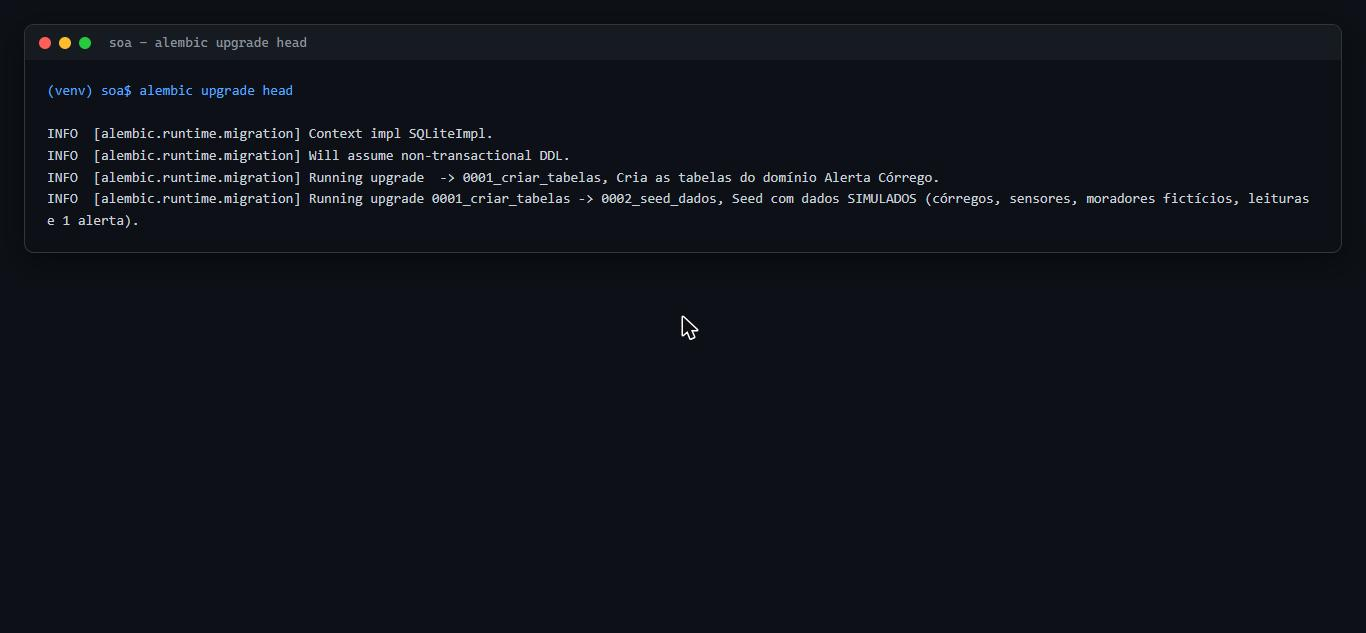 soa — alembic upgrade head
(venv) soa$ alembic upgrade head
INFO  [alembic.runtime.migration] Context impl SQLiteImpl.
INFO  [alembic.runtime.migration] Will assume non-transactional DDL.
INFO  [alembic.runtime.migration] Running upgrade  -> 0001_criar_tabelas, Cria as tabelas do domínio Alerta Córrego.
INFO  [alembic.runtime.migration] Running upgrade 0001_criar_tabelas -> 0002_seed_dados, Seed com dados SIMULADOS (córregos, sensores, moradores fictícios, leituras
e 1 alerta).